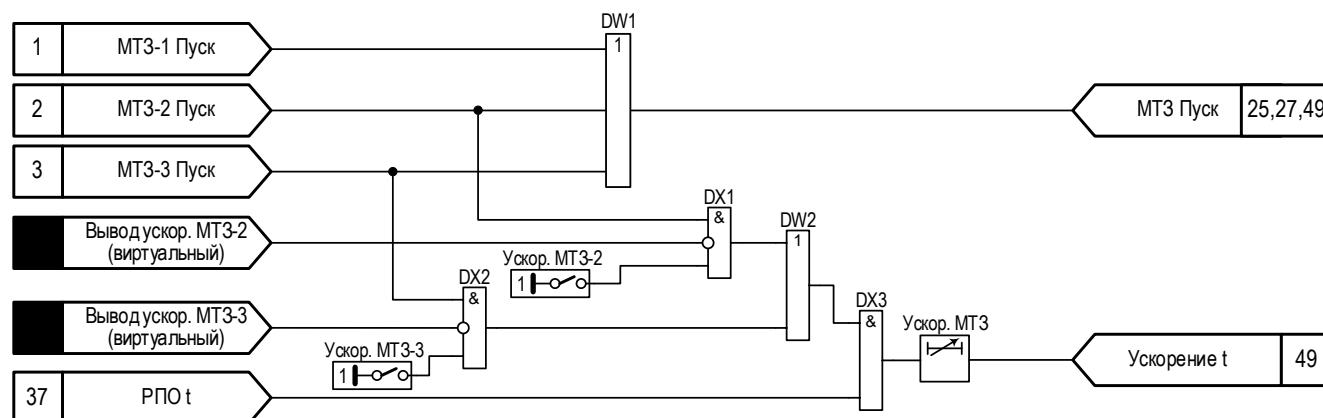 DW1
1 МТЗ-1 Пуск 1
2 МТЗ-2 Пуск МТЗ Пуск 25,27,49
3 МТЗ-3 Пуск
DX1
&
Вывод ускор. МТЗ-2
(виртуальный)
DW2
1
Ускор. МТЗ-2
1
DX2
&
Вывод ускор. МТЗ-3
(виртуальный)
DX3
&
Ускор. МТЗ
Ускор. МТЗ-3
1
Ускорение t 49
37 РПО t